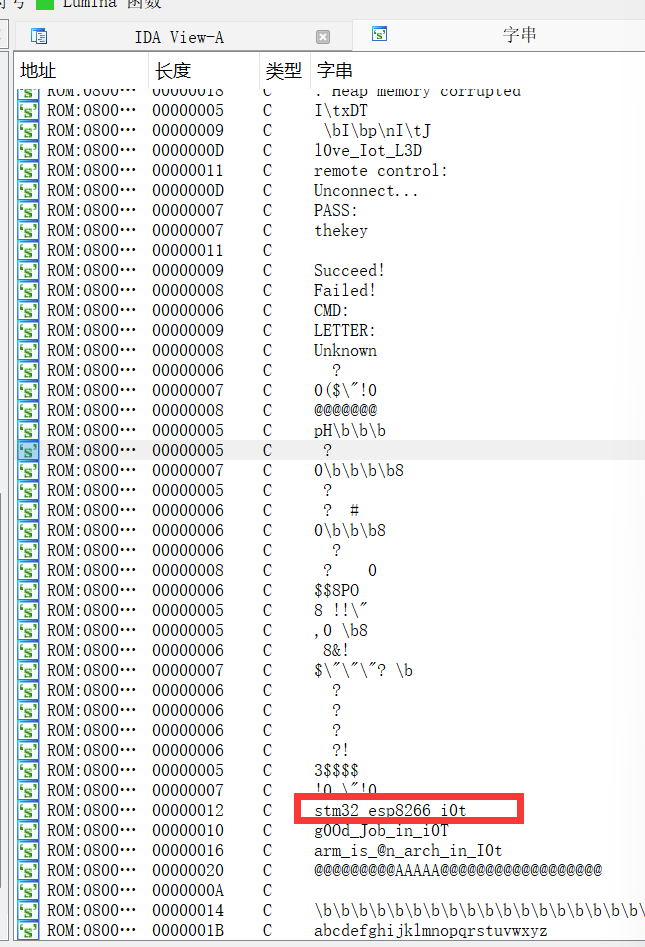 号 Lumina 函数
IDA View-A 字串
地址 长度 类型 字串
ROM:0800… 00000018 C . Heap memory corrupted
ROM:0800… 00000005 C I\txDT
ROM:0800… 00000009 C \bI\bp\nI\tJ
ROM:0800… 0000000D C l0ve_Iot_L3D
ROM:0800… 00000011 C remote control:
ROM:0800… 0000000D C Unconnect...
ROM:0800… 00000007 C PASS:
ROM:0800… 00000007 C thekey
ROM:0800… 00000011 C
ROM:0800… 00000009 C Succeed!
ROM:0800… 00000008 C Failed!
ROM:0800… 00000006 C CMD:
ROM:0800… 00000009 C LETTER:
ROM:0800… 00000008 C Unknown
ROM:0800… 00000006 C ?
ROM:0800… 00000007 C 0($\"!0
ROM:0800… 00000008 C @@@@@@@
ROM:0800… 00000005 C pH\b\b\b
ROM:0800… 00000005 C ?
ROM:0800… 00000007 C 0\b\b\b\b8
ROM:0800… 00000005 C ?
ROM:0800… 00000006 C ? #
ROM:0800… 00000006 C 0\b\b\b8
ROM:0800… 00000006 C ?
ROM:0800… 00000008 C ? 0
ROM:0800… 00000006 C $$8PO
ROM:0800… 00000005 C 8 !!\"
ROM:0800… 00000005 C ,0 \b8
ROM:0800… 00000006 C 8&!
ROM:0800… 00000007 C $\"\"\"? \b
ROM:0800… 00000006 C ?
ROM:0800… 00000006 C ?
ROM:0800… 00000006 C ?
ROM:0800… 00000006 C ?!
ROM:0800… 00000005 C 3$$$$
ROM:0800… 00000007 C !0 \"!0
ROM:0800… 00000012 C stm32_esp8266_i0t
ROM:0800… 00000010 C g00d_Job_in_i0T
ROM:0800… 00000016 C arm_is_@n_arch_in_I0t
ROM:0800… 00000020 C @@@@@@@@@AAAAA@@@@@@@@@@@@@@@@@
ROM:0800… 0000000A C
ROM:0800… 00000014 C \b\b\b\b\b\b\b\b\b\b\b\b\b\b\b\b\b\
ROM:0800… 0000001B C abcdefghijklmnopqrstuvwxyz